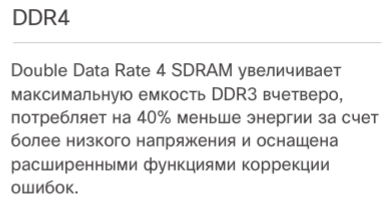 DDR4
Double Data Rate 4 SDRAM увеличивает
максимальную емкость DDR3 вчетверо,
потребляет на 40% меньше энергии за счет
более низкого напряжения и оснащена
расширенными функциями коррекции
ошибок.